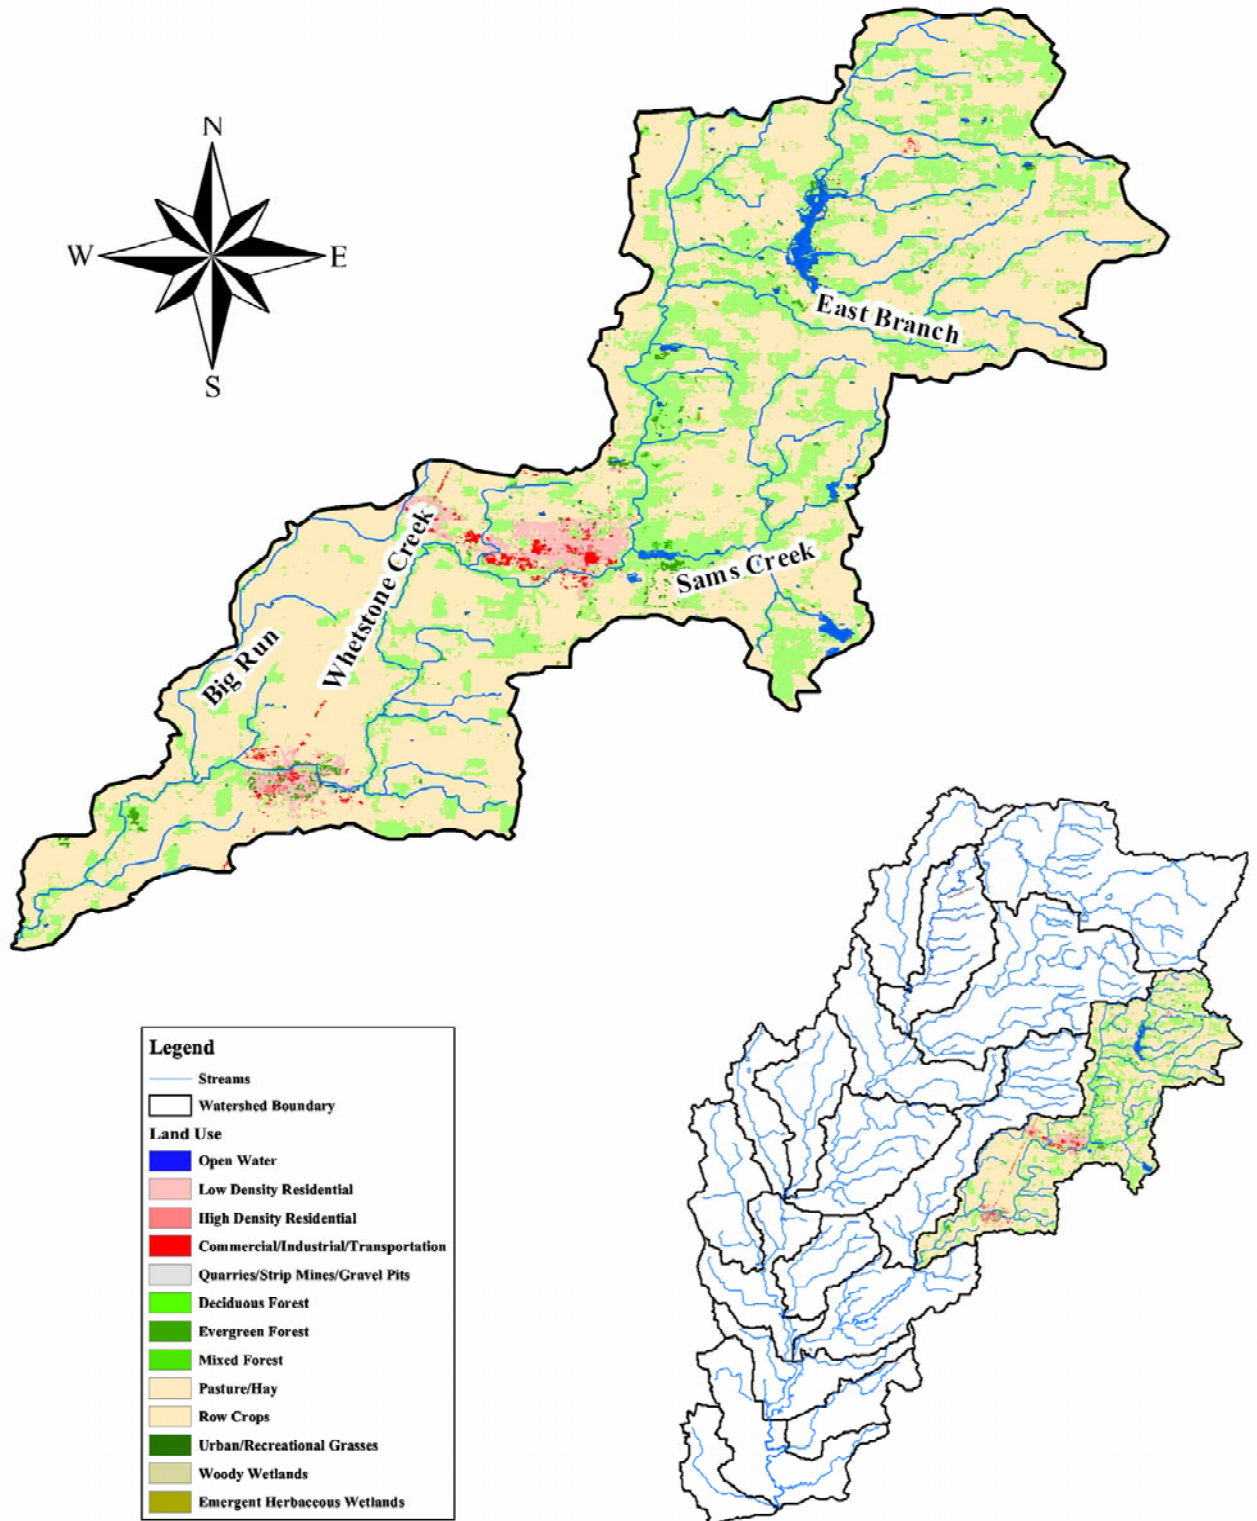 N
W
E
S
East Branch
Sams Creek
Whetstone Creek
Big Run
Legend
Streams
Watershed Boundary
Land Use
Open Water
Low Density Residential
High Density Residential
Commercial/Industrial/Transportation
Quarries/Strip Mines/Gravel Pits
Deciduous Forest
Evergreen Forest
Mixed Forest
Pasture/Hay
Row Crops
Urban/Recreational Grasses
Woody Wetlands
Emergent Herbaceous Wetlands